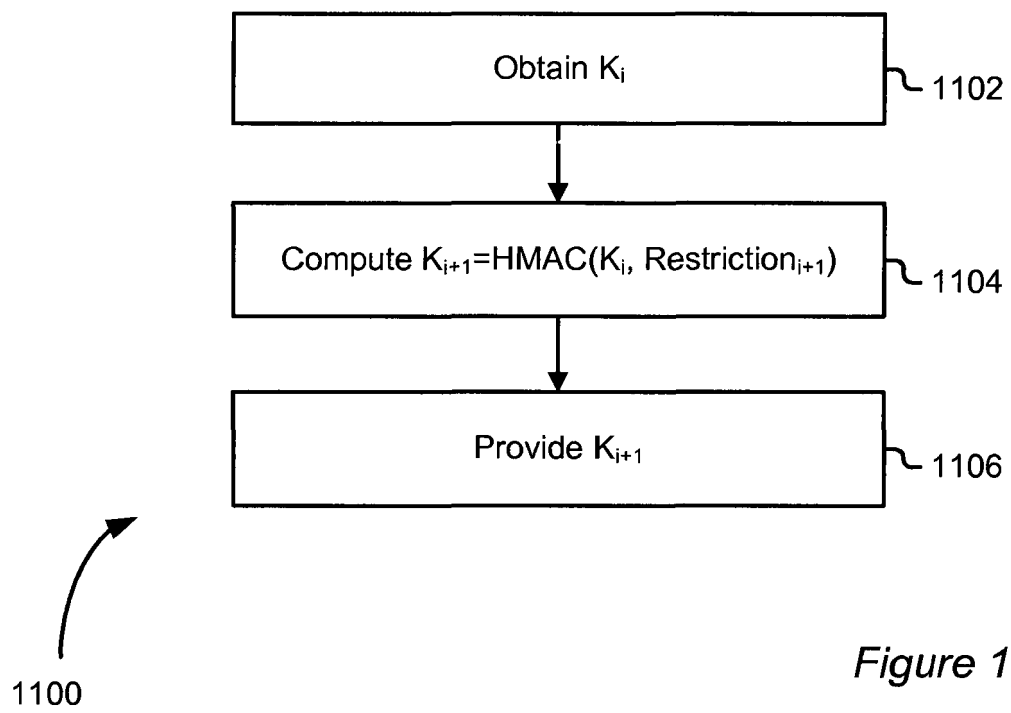 Obtain Kᵢ
1102
Compute Kᵢ₊₁=HMAC(Kᵢ, Restrictionᵢ₊₁)
1104
Provide Kᵢ₊₁
1106
1100
Figure 1